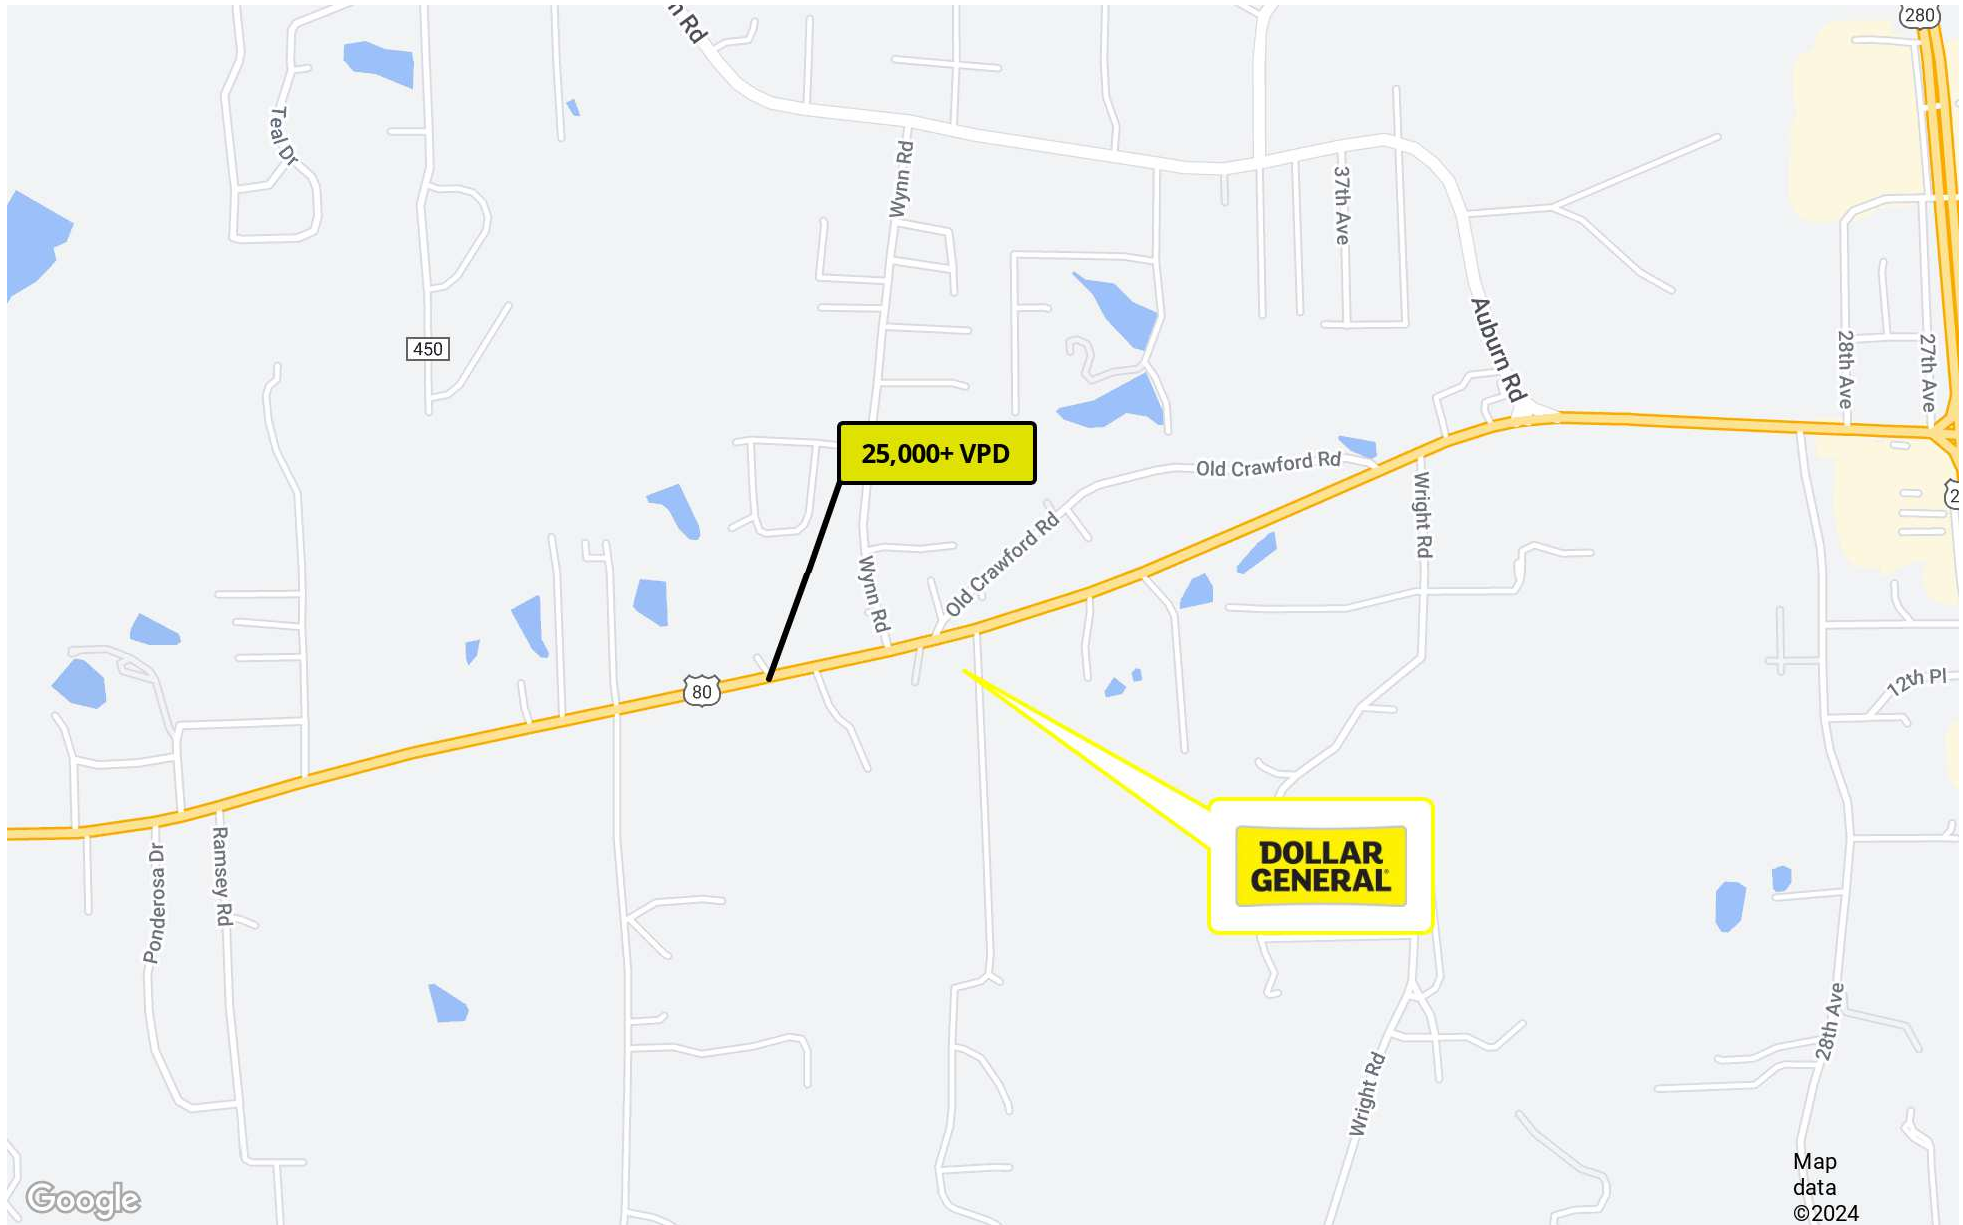 n Rd
280
Teal Dr
Wynn Rd
37th Ave
Auburn Rd
28th Ave
27th Ave
450
25,000+ VPD
Old Crawford Rd
Wright Rd
2
Old Crawford Rd
Wynn Rd
80
12th Pl
Ponderosa Dr
Ramsey Rd
DOLLAR
GENERAL®
28th Ave
Wright Rd
Google
Map
data
©2024